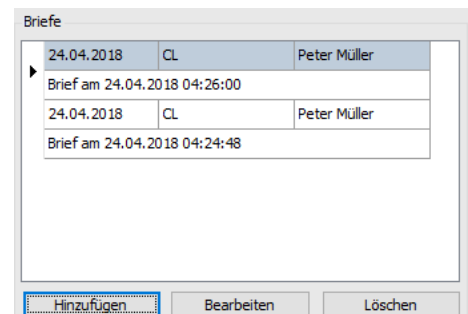 Briefe
24.04.2018 CL Peter Müller
Brief am 24.04.2018 04:26:00
24.04.2018 CL Peter Müller
Brief am 24.04.2018 04:24:48
Hinzufügen Bearbeiten Löschen